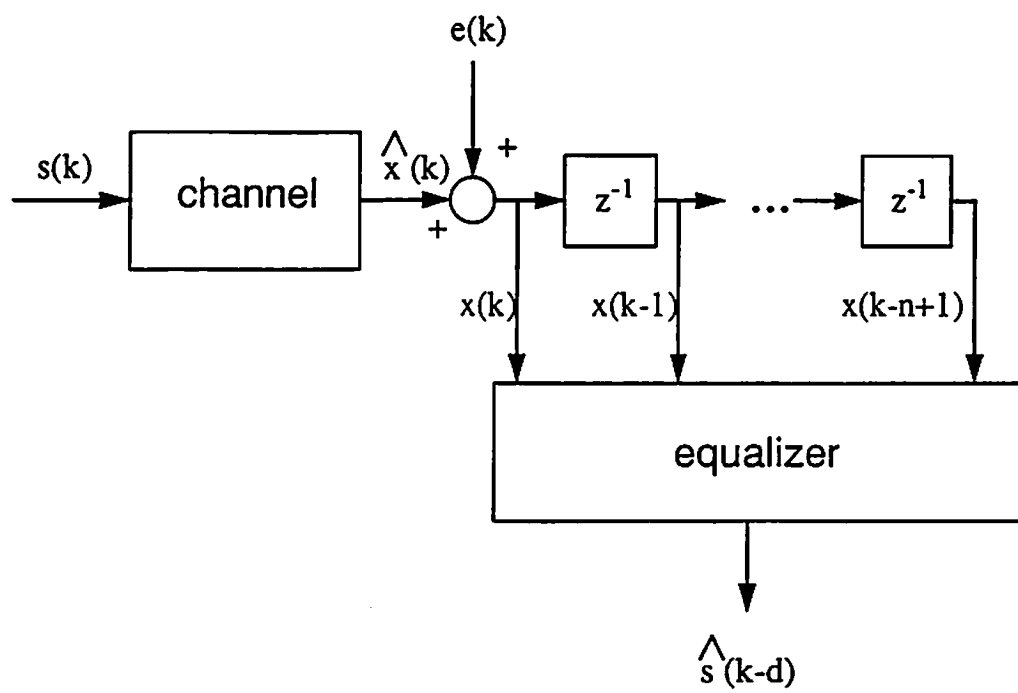 e(k)
s(k)
channel
x̂(k)
+
+
z⁻¹
...
z⁻¹
x(k)
x(k-1)
x(k-n+1)
equalizer
ŝ(k-d)